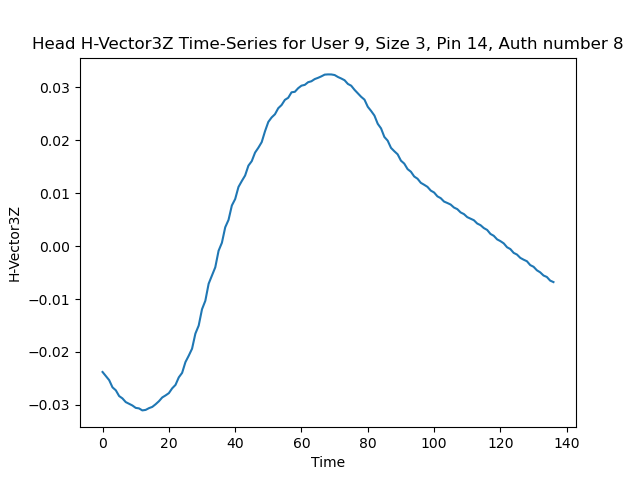 Head H-Vector3Z Time-Series for User 9, Size 3, Pin 14, Auth number 8
H-Vector3Z
0.03
0.02
0.01
0.00
−0.01
−0.02
−0.03
0 20 40 60 80 100 120 140
Time